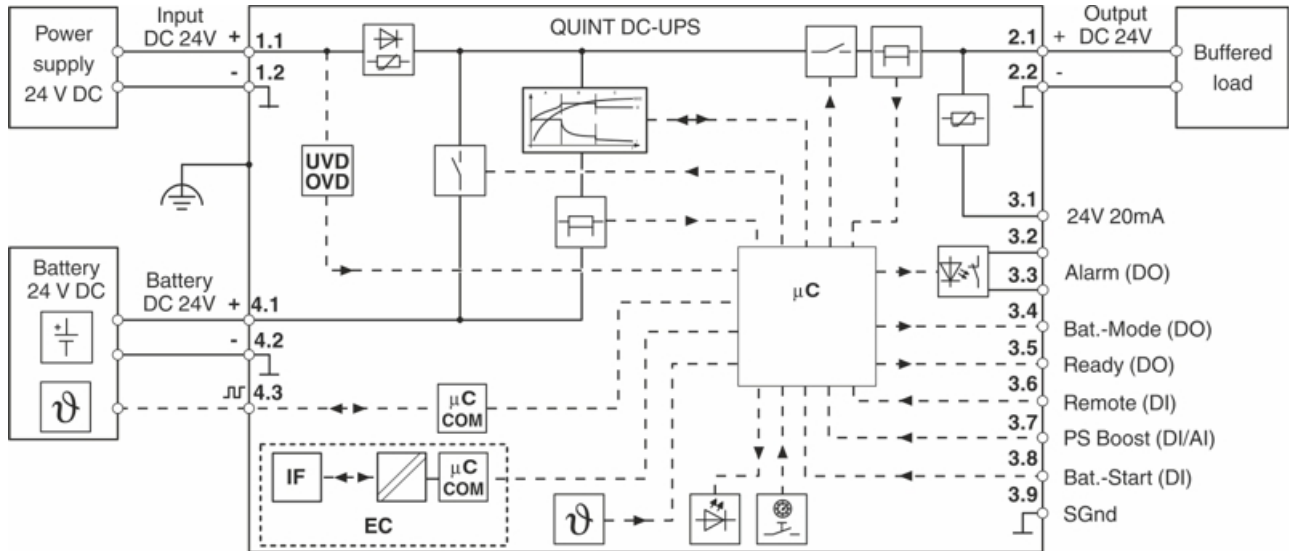 Power
supply
24 V DC
Input
DC 24V
+
-
1.1
1.2
QUINT DC-UPS
2.1
2.2
+
-
Output
DC 24V
Buffered
load
UVD
OVD
Battery
24 V DC
+
Battery
DC 24V
+
-
4.1
4.2
4.3
ϑ
μC
COM
IF
μC
COM
EC
ϑ
μC
3.1
24V 20mA
3.2
3.3
Alarm (DO)
3.4
Bat.-Mode (DO)
3.5
Ready (DO)
3.6
Remote (DI)
3.7
PS Boost (DI/AI)
3.8
Bat.-Start (DI)
3.9
SGnd